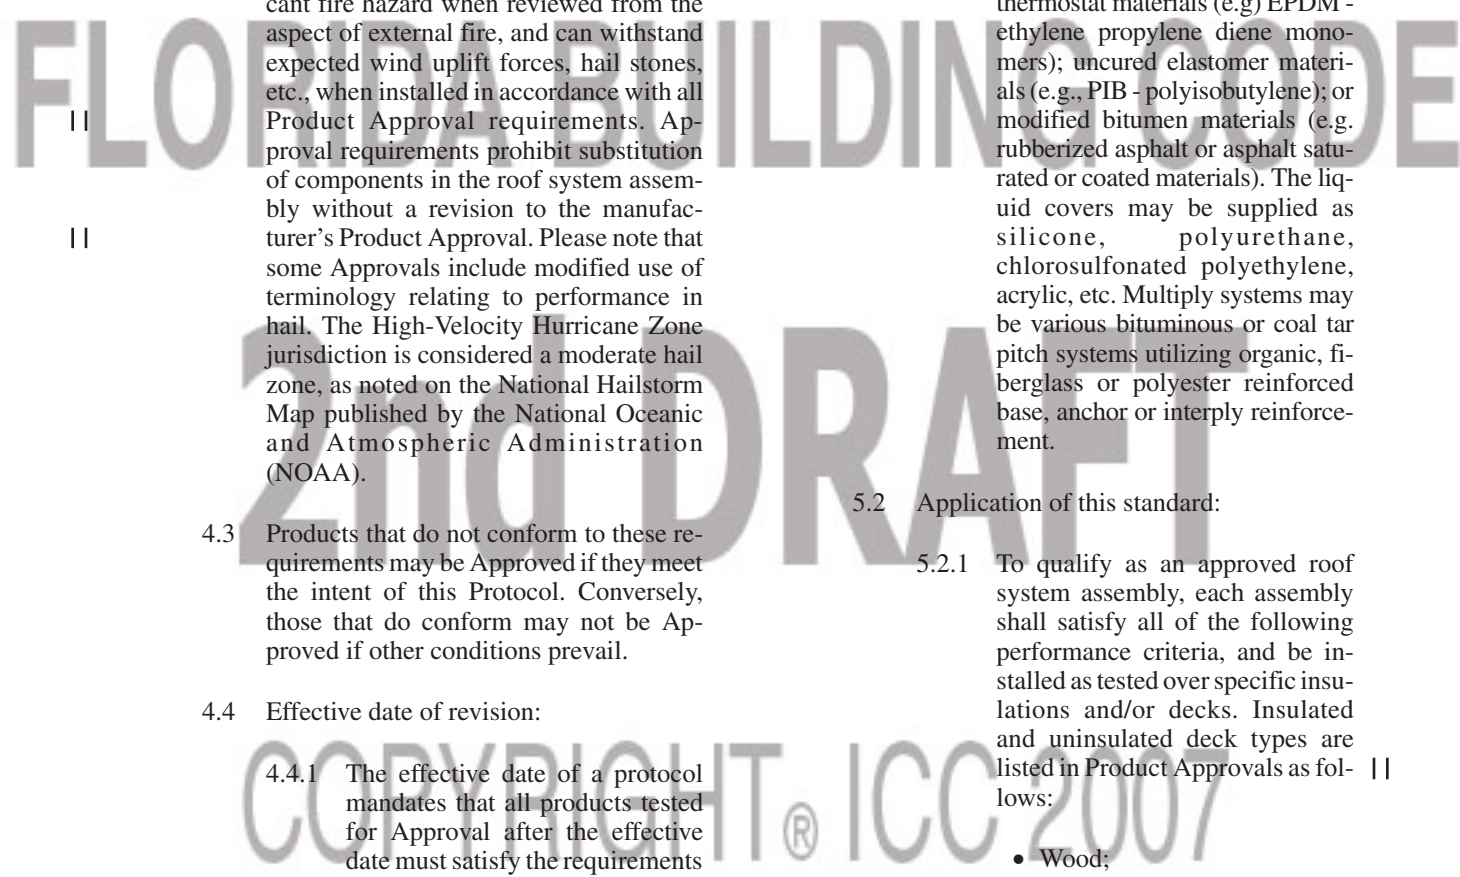 FLORIDA BUILDING CODE
2nd DRAFT
COPYRIGHT® ICC 2007
cant fire hazard when reviewed from the
aspect of external fire, and can withstand
expected wind uplift forces, hail stones,
etc., when installed in accordance with all
Product Approval requirements. Ap-
proval requirements prohibit substitution
of components in the roof system assem-
bly without a revision to the manufac-
turer's Product Approval. Please note that
some Approvals include modified use of
terminology relating to performance in
hail. The High-Velocity Hurricane Zone
jurisdiction is considered a moderate hail
zone, as noted on the National Hailstorm
Map published by the National Oceanic
and Atmospheric Administration
(NOAA).
4.3 Products that do not conform to these re-
quirements may be Approved if they meet
the intent of this Protocol. Conversely,
those that do conform may not be Ap-
proved if other conditions prevail.
4.4 Effective date of revision:
4.4.1 The effective date of a protocol
mandates that all products tested
for Approval after the effective
date must satisfy the requirements
thermostat materials (e.g) EPDM -
ethylene propylene diene mono-
mers); uncured elastomer materi-
als (e.g., PIB - polyisobutylene); or
modified bitumen materials (e.g.
rubberized asphalt or asphalt satu-
rated or coated materials). The liq-
uid covers may be supplied as
silicone, polyurethane,
chlorosulfonated polyethylene,
acrylic, etc. Multiply systems may
be various bituminous or coal tar
pitch systems utilizing organic, fi-
berglass or polyester reinforced
base, anchor or interply reinforce-
ment.
5.2 Application of this standard:
5.2.1 To qualify as an approved roof
system assembly, each assembly
shall satisfy all of the following
performance criteria, and be in-
stalled as tested over specific insu-
lations and/or decks. Insulated
and uninsulated deck types are
listed in Product Approvals as fol-
lows:
• Wood;